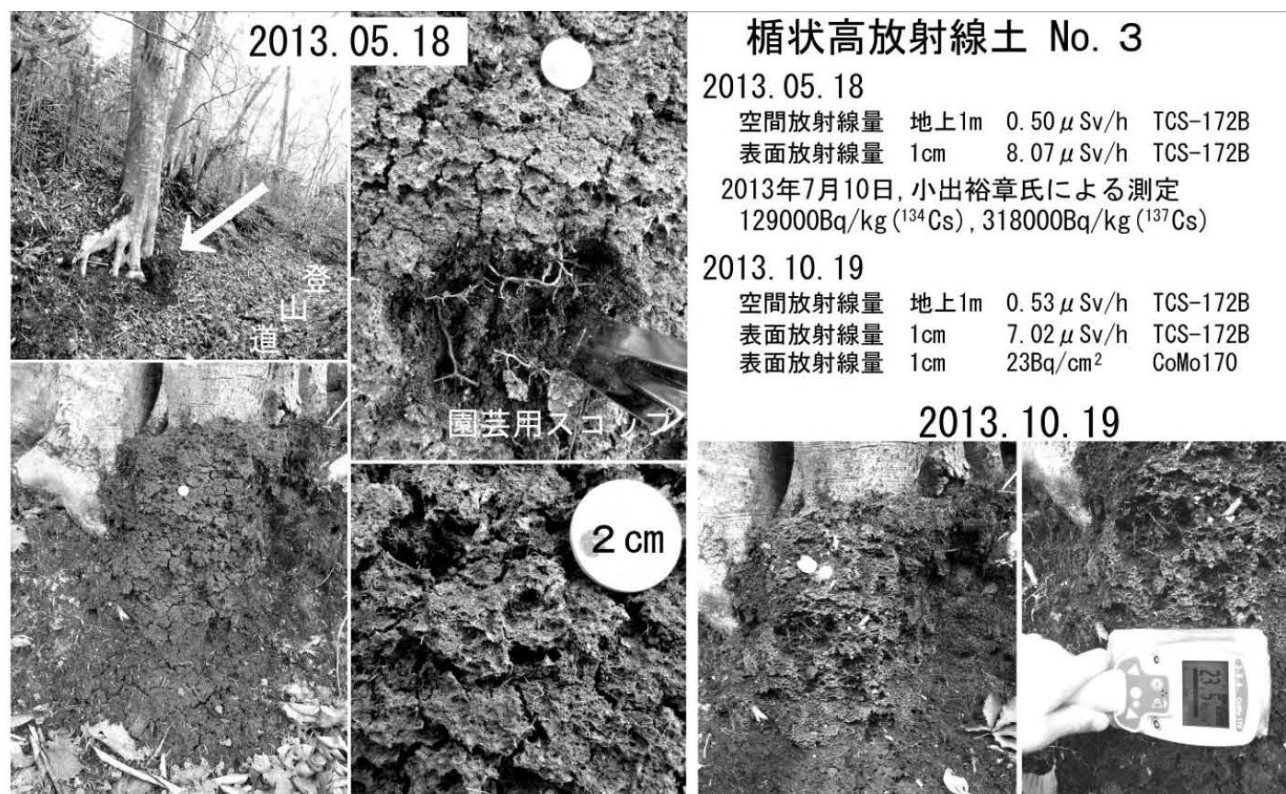 2013.05.18
登
山
道
園芸用スコップ
2cm
楯状高放射線土 No.3
2013.05.18
空間放射線量 地上1m 0.50μSv/h TCS-172B
表面放射線量 1cm 8.07μSv/h TCS-172B
2013年7月10日,小出裕章氏による測定
129000Bq/kg(¹³⁴Cs),318000Bq/kg(¹³⁷Cs)
2013.10.19
空間放射線量 地上1m 0.53μSv/h TCS-172B
表面放射線量 1cm 7.02μSv/h TCS-172B
表面放射線量 1cm 23Bq/cm² CoMo170
2013.10.19